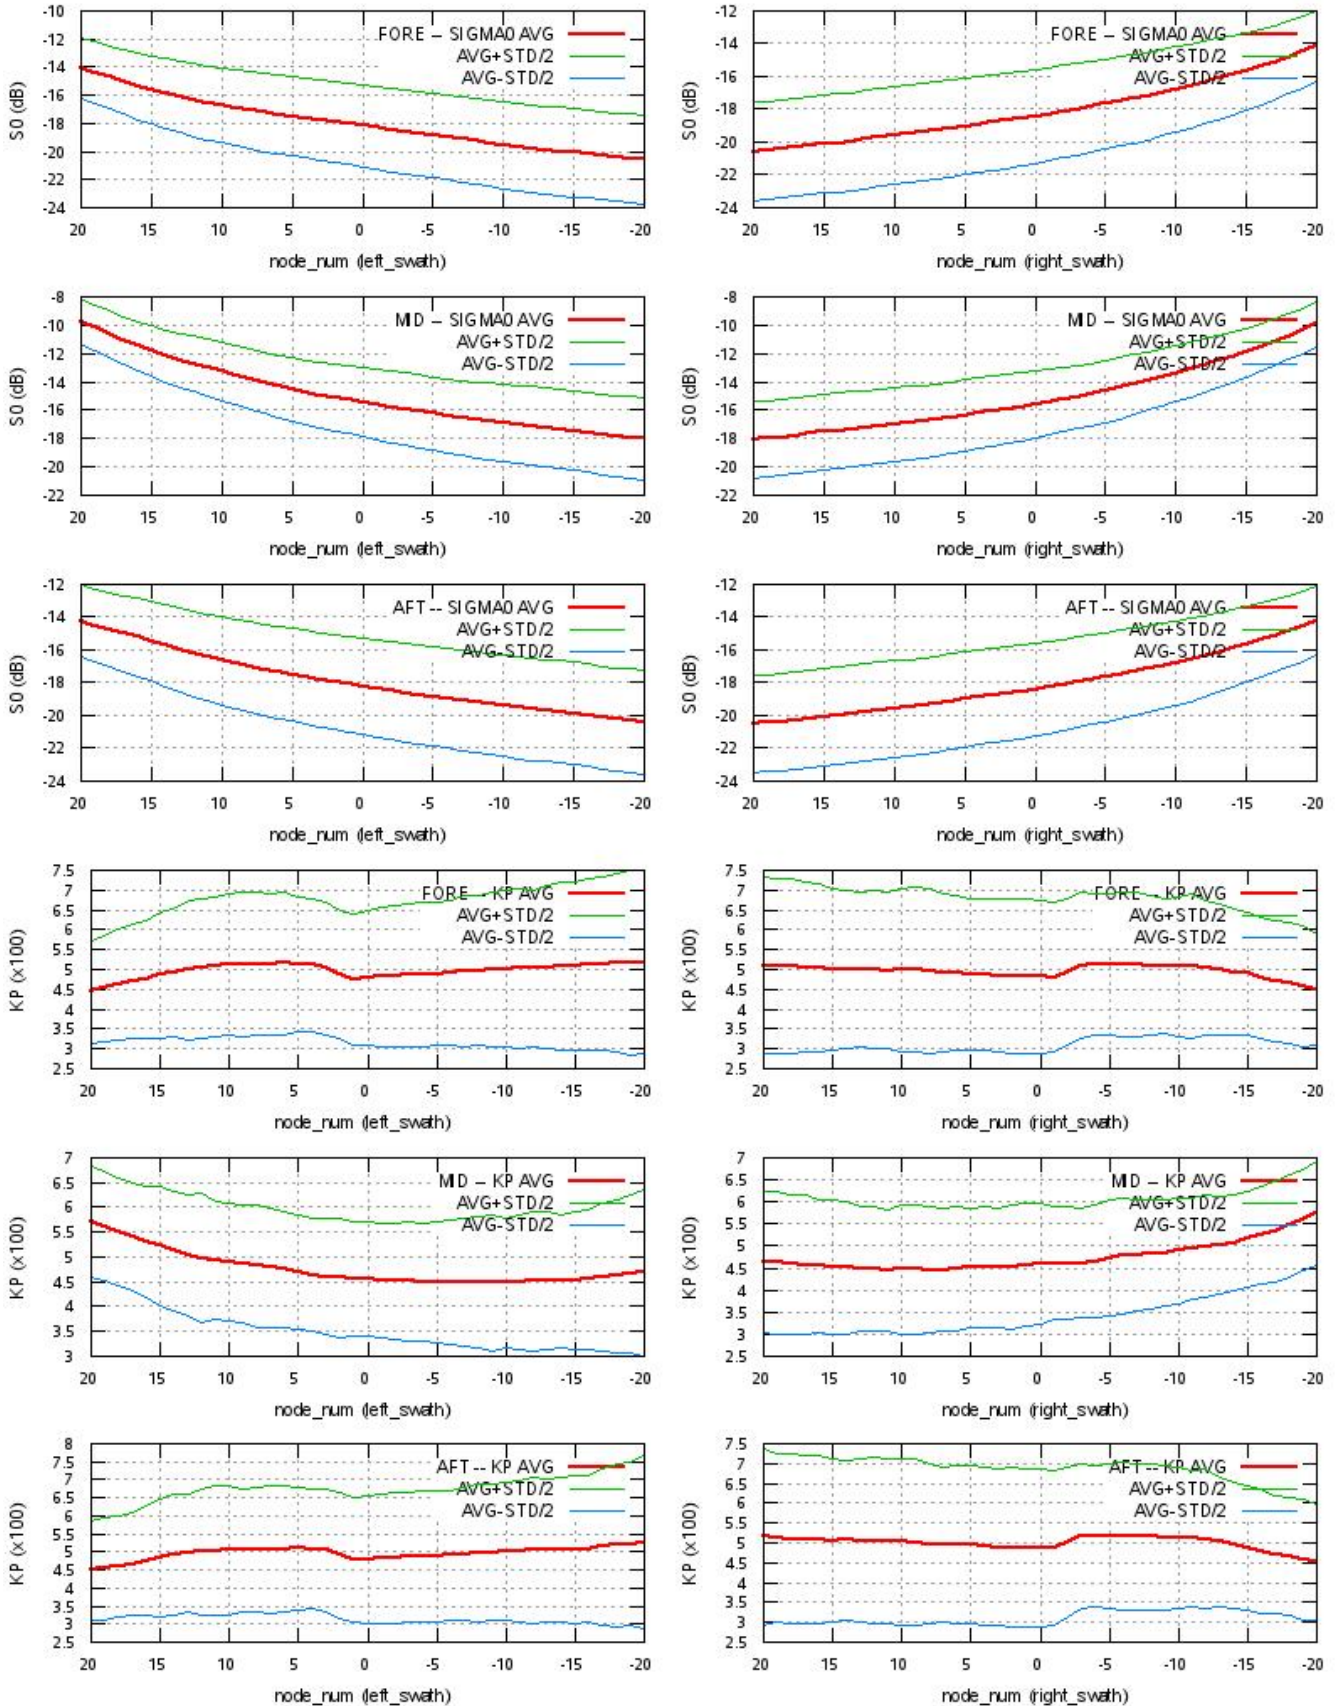 -10
-12
-14
-16
-18
-20
-22
-24
S0 (dB)
FORE -- SIGMA0 AVG
AVG+STD/2
AVG-STD/2
20 15 10 5 0 -5 -10 -15 -20
node_num (left_swath)
-12
-14
-16
-18
-20
-22
-24
S0 (dB)
FORE -- SIGMA0 AVG
AVG+STD/2
AVG-STD/2
20 15 10 5 0 -5 -10 -15 -20
node_num (right_swath)
-8
-10
-12
-14
-16
-18
-20
-22
S0 (dB)
MID -- SIGMA0 AVG
AVG+STD/2
AVG-STD/2
20 15 10 5 0 -5 -10 -15 -20
node_num (left_swath)
-8
-10
-12
-14
-16
-18
-20
-22
S0 (dB)
MID -- SIGMA0 AVG
AVG+STD/2
AVG-STD/2
20 15 10 5 0 -5 -10 -15 -20
node_num (right_swath)
-12
-14
-16
-18
-20
-22
-24
S0 (dB)
AFT -- SIGMA0 AVG
AVG+STD/2
AVG-STD/2
20 15 10 5 0 -5 -10 -15 -20
node_num (left_swath)
-12
-14
-16
-18
-20
-22
-24
S0 (dB)
AFT -- SIGMA0 AVG
AVG+STD/2
AVG-STD/2
20 15 10 5 0 -5 -10 -15 -20
node_num (right_swath)
7.5
7
6.5
6
5.5
5
4.5
4
3.5
3
2.5
KP (x100)
FORE -- KP AVG
AVG+STD/2
AVG-STD/2
20 15 10 5 0 -5 -10 -15 -20
node_num (left_swath)
7.5
7
6.5
6
5.5
5
4.5
4
3.5
3
2.5
KP (x100)
FORE -- KP AVG
AVG+STD/2
AVG-STD/2
20 15 10 5 0 -5 -10 -15 -20
node_num (right_swath)
7
6.5
6
5.5
5
4.5
4
3.5
3
KP (x100)
MID -- KP AVG
AVG+STD/2
AVG-STD/2
20 15 10 5 0 -5 -10 -15 -20
node_num (left_swath)
7
6.5
6
5.5
5
4.5
4
3.5
3
2.5
KP (x100)
MID -- KP AVG
AVG+STD/2
AVG-STD/2
20 15 10 5 0 -5 -10 -15 -20
node_num (right_swath)
8
7.5
7
6.5
6
5.5
5
4.5
4
3.5
3
2.5
KP (x100)
AFT -- KP AVG
AVG+STD/2
AVG-STD/2
20 15 10 5 0 -5 -10 -15 -20
node_num (left_swath)
7.5
7
6.5
6
5.5
5
4.5
4
3.5
3
2.5
KP (x100)
AFT -- KP AVG
AVG+STD/2
AVG-STD/2
20 15 10 5 0 -5 -10 -15 -20
node_num (right_swath)